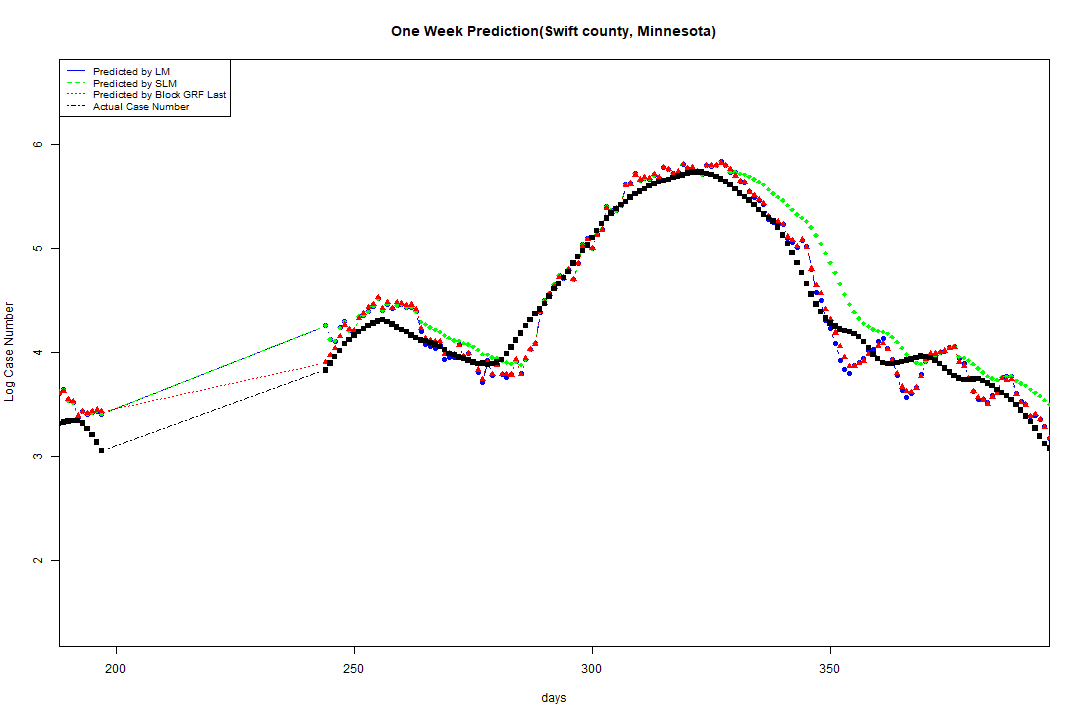 One Week Prediction(Swift county, Minnesota)
Predicted by LM
Predicted by SLM
Predicted by Block GRF Last
Actual Case Number
6
5
4
3
2
Log Case Number
200
250
300
350
days